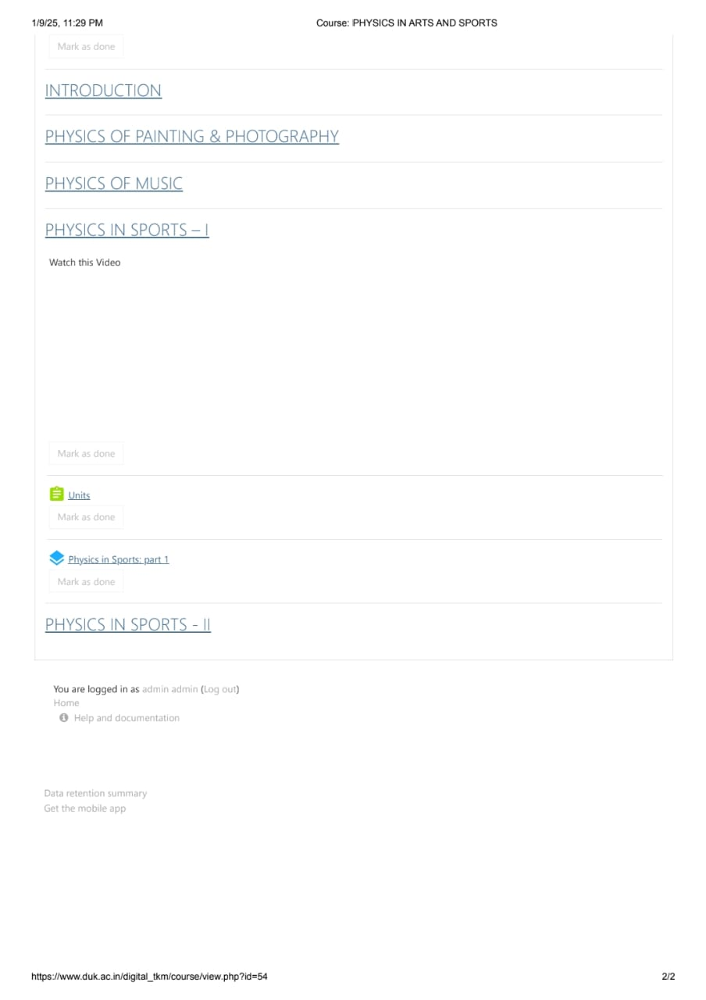 1/9/25, 11:29 PM Course: PHYSICS IN ARTS AND SPORTS
Mark as done
INTRODUCTION
PHYSICS OF PAINTING & PHOTOGRAPHY
PHYSICS OF MUSIC
PHYSICS IN SPORTS – I
Watch this Video
Mark as done
Units
Mark as done
Physics in Sports: part 1
Mark as done
PHYSICS IN SPORTS - II
You are logged in as admin admin (Log out)
Home
Help and documentation
Data retention summary
Get the mobile app
https://www.duk.ac.in/digital_tkm/course/view.php?id=54 2/2